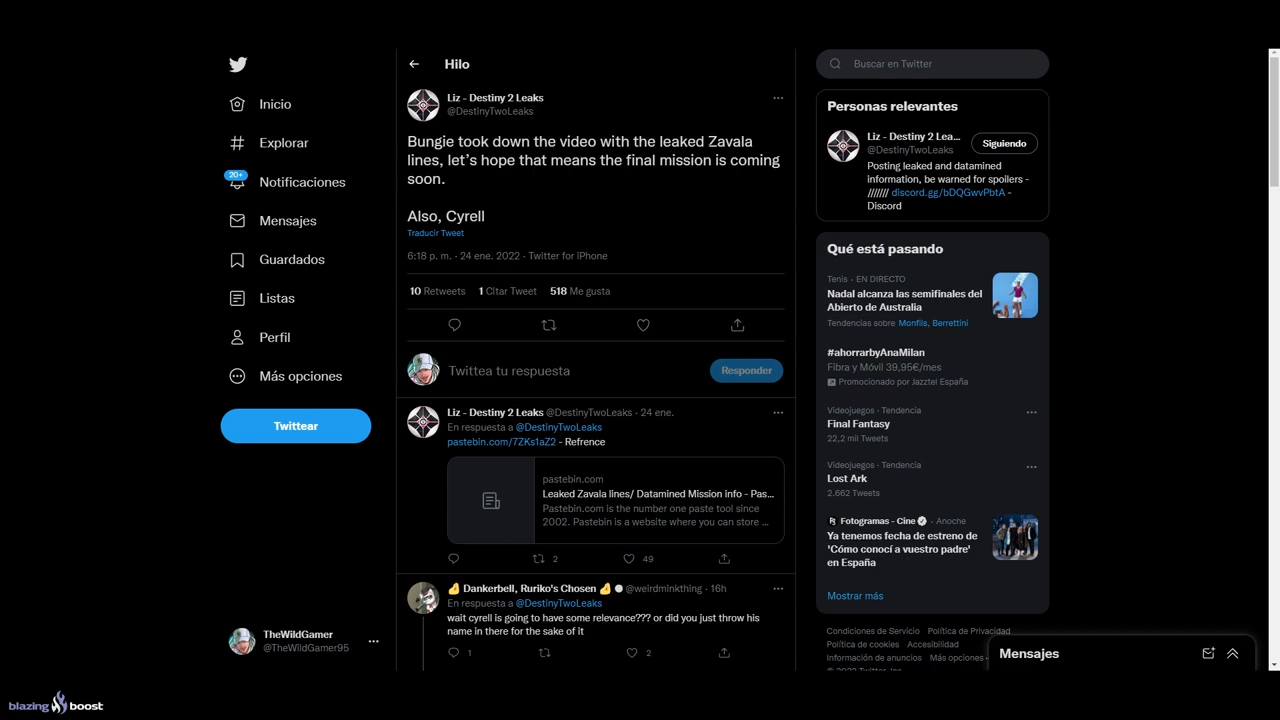 Inicio
Explorar
20+
Notificaciones
Mensajes
Guardados
Listas
Perfil
Más opciones
Twittear
TheWildGamer
@TheWildGamer95
Hilo
Liz - Destiny 2 Leaks
@DestinyTwoLeaks
Bungie took down the video with the leaked Zavala
lines, let's hope that means the final mission is coming
soon.
Also, Cyrell
Traducir Tweet
6:18 p. m. · 24 ene. 2022 · Twitter for iPhone
10 Retweets 1 Citar Tweet 518 Me gusta
Twittea tu respuesta
Responder
Liz - Destiny 2 Leaks @DestinyTwoLeaks · 24 ene.
En respuesta a @DestinyTwoLeaks
pastebin.com/7ZKs1aZ2 - Refrence
pastebin.com
Leaked Zavala lines/ Datamined Mission info - Pas...
Pastebin.com is the number one paste tool since
2002. Pastebin is a website where you can store ...
2 49
Dankerbell, Ruriko's Chosen @weirdminkthing · 16h
En respuesta a @DestinyTwoLeaks
wait cyrell is going to have some relevance??? or did you just throw his
name in there for the sake of it
1 2
Buscar en Twitter
Personas relevantes
Liz - Destiny 2 Lea...
@DestinyTwoLeaks
Siguiendo
Posting leaked and datamined
information, be warned for spoilers -
/////// discord.gg/bDQGwvPbtA -
Discord
Qué está pasando
Tenis · EN DIRECTO
Nadal alcanza las semifinales del
Abierto de Australia
Tendencias sobre Monfils, Berrettini
#ahorrarbyAnaMilan
Fibra y Móvil 39,95€/mes
Promocionado por Jazztel España
Videojuegos · Tendencia
Final Fantasy
22,2 mil Tweets
Videojuegos · Tendencia
Lost Ark
2.662 Tweets
Fotogramas - Cine · Anoche
Ya tenemos fecha de estreno de
'Cómo conocí a vuestro padre'
en España
Mostrar más
Condiciones de Servicio Política de Privacidad
Política de cookies Accesibilidad
Información de anuncios Más opciones
Mensajes
blazing boost